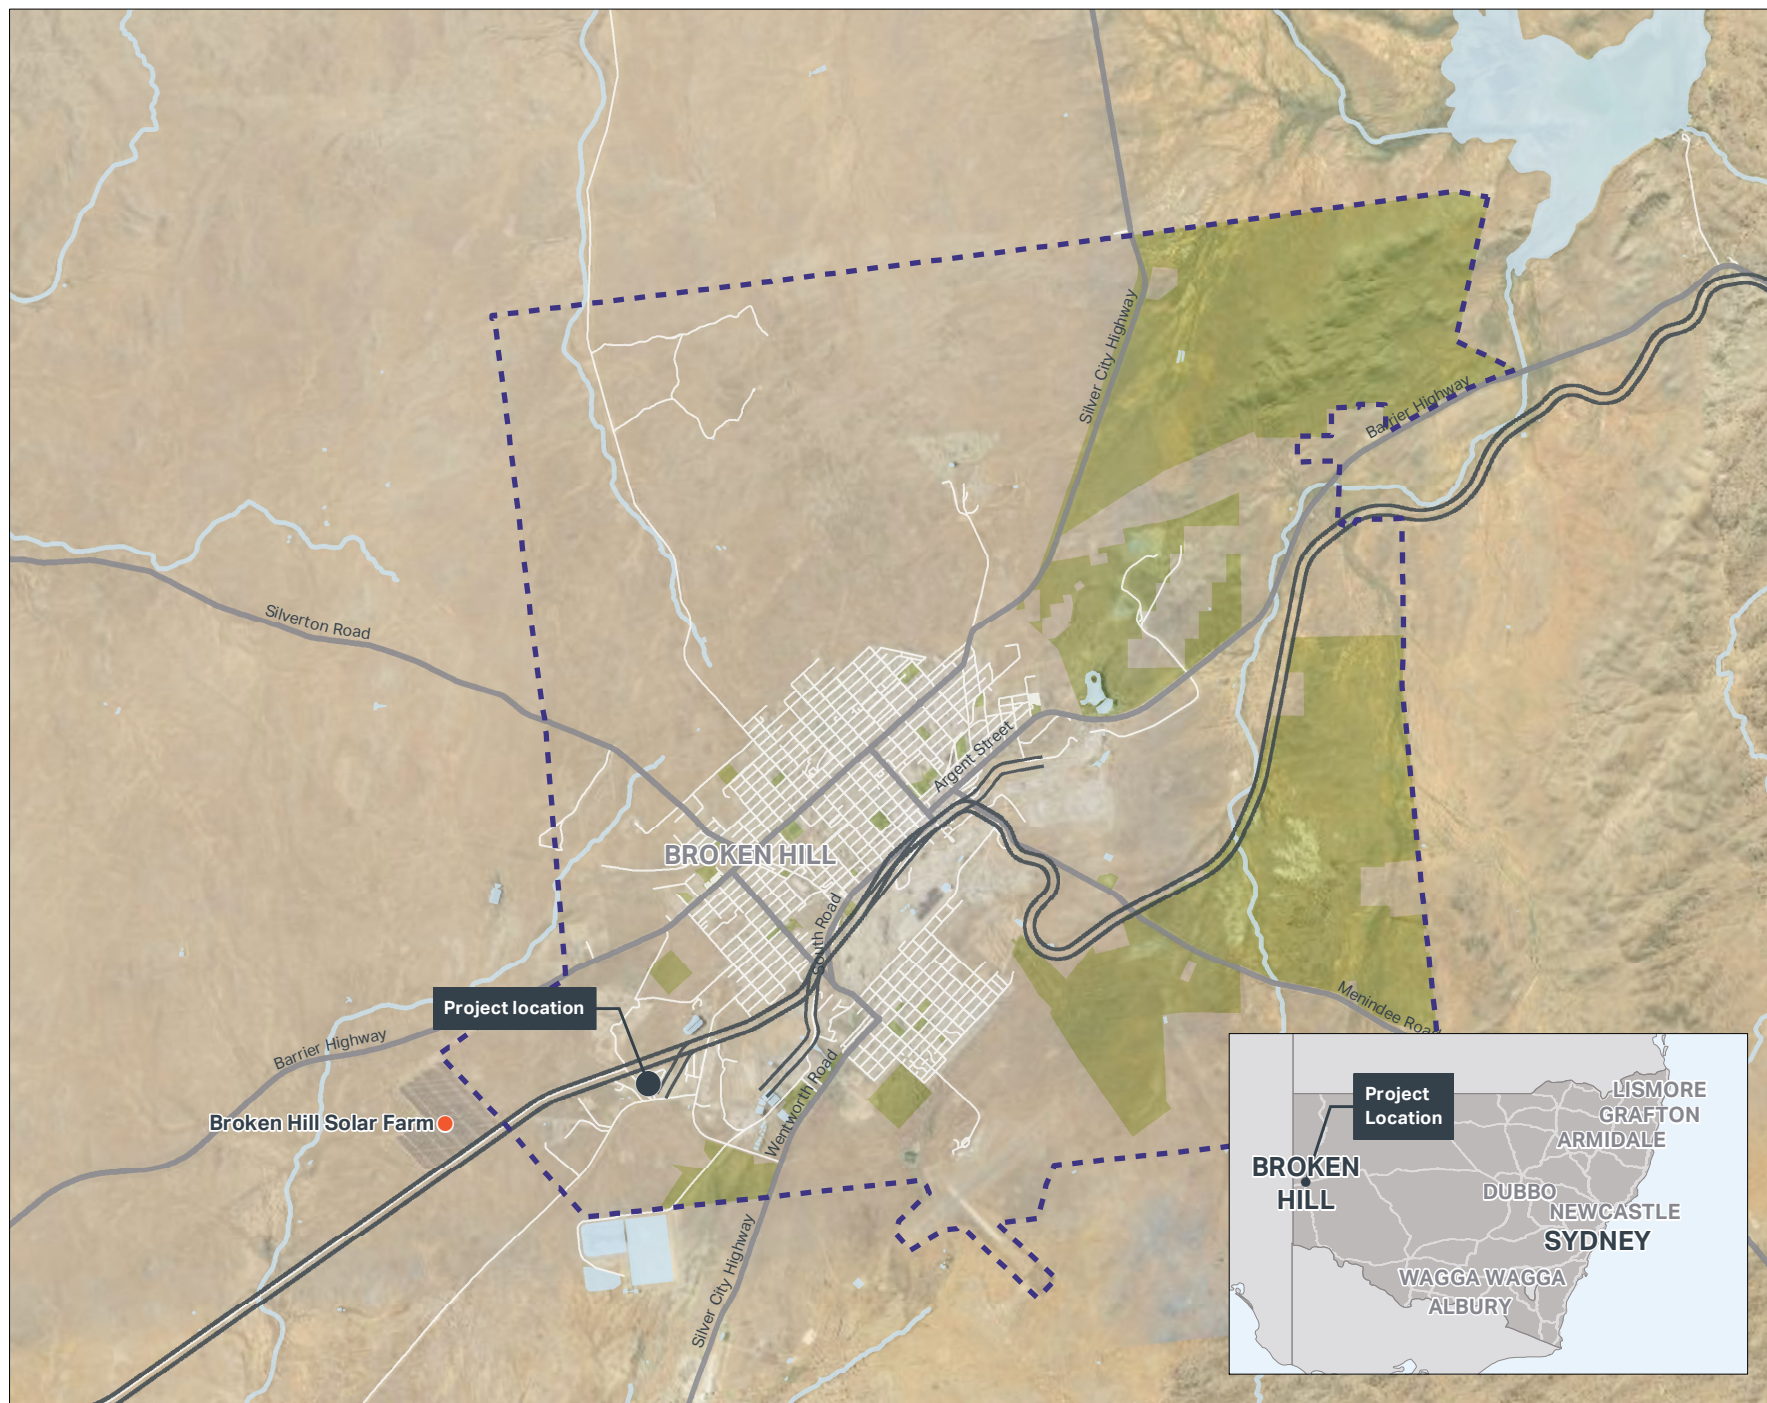 Silver City Highway
Barrier Highway
Silverton Road
Argent Street
BROKEN HILL
South Road
Project location
Menindee Road
Barrier Highway
Wentworth Road
Broken Hill Solar Farm
Silver City Highway
Project
Location
LISMORE
GRAFTON
ARMIDALE
BROKEN
HILL
DUBBO
NEWCASTLE
SYDNEY
WAGGA WAGGA
ALBURY